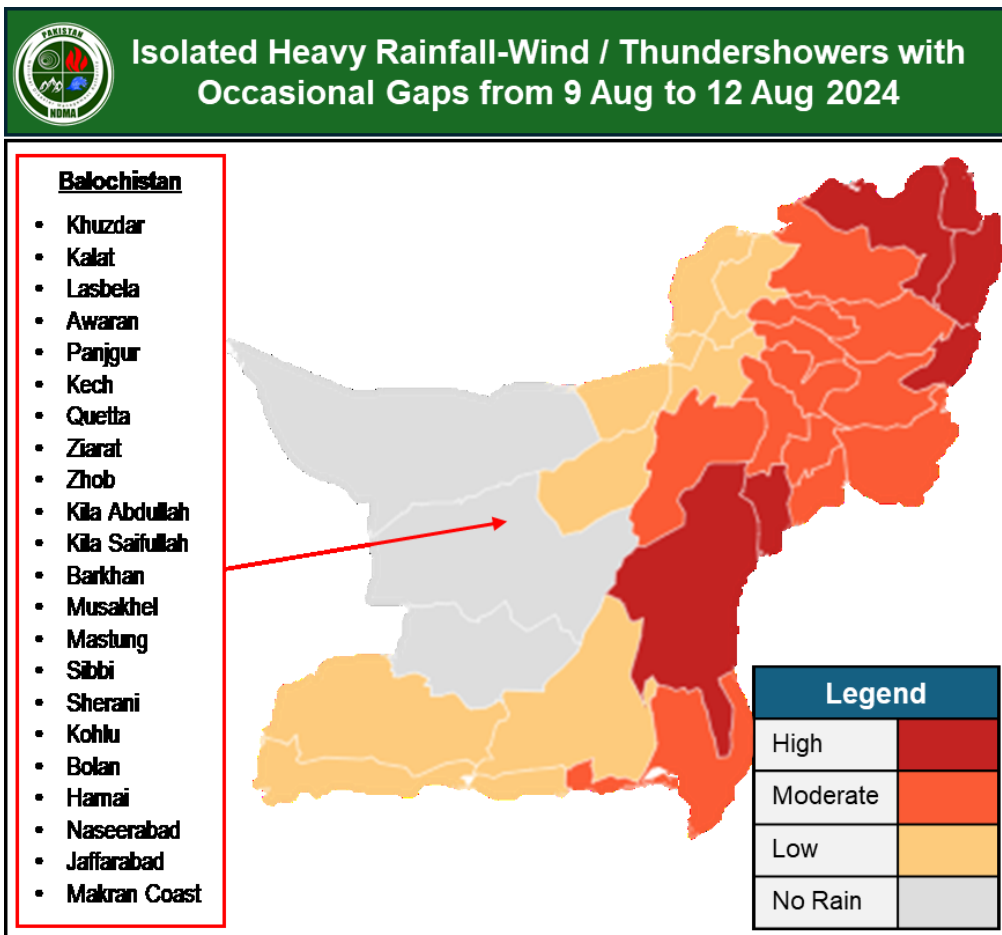 PAKISTAN
NDMA
Isolated Heavy Rainfall-Wind / Thundershowers with
Occasional Gaps from 9 Aug to 12 Aug 2024
Balochistan
• Khuzdar
• Kalat
• Lasbela
• Awaran
• Panjgur
• Kech
• Quetta
• Ziarat
• Zhob
• Kila Abdullah
• Kila Saifullah
• Barkhan
• Musakhel
• Mastung
• Sibbi
• Sherani
• Kohlu
• Bolan
• Harnai
• Naseerabad
• Jaffarabad
• Makran Coast
Legend
High
Moderate
Low
No Rain